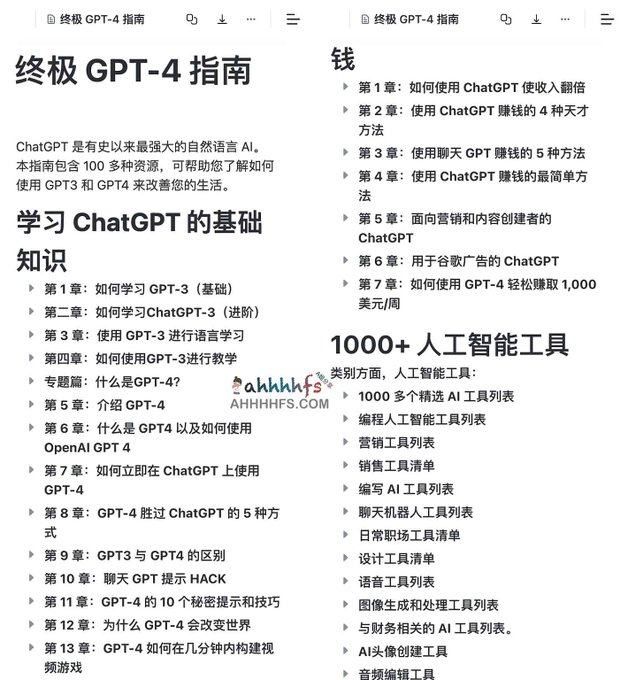 终极 GPT-4 指南
终极 GPT-4 指南
ChatGPT 是有史以来最强大的自然语言 AI。
本指南包含 100 多种资源，可帮助您了解如何
使用 GPT3 和 GPT4 来改善您的生活。
学习 ChatGPT 的基础
知识
第 1 章：如何学习 GPT-3（基础）
第二章：如何学习ChatGPT-3（进阶）
第 3 章：使用 GPT-3 进行语言学习
第四章：如何使用GPT-3进行教学
专题篇：什么是GPT-4?
第 5 章：介绍 GPT-4
第 6 章：什么是 GPT4 以及如何使用
OpenAI GPT 4
第 7 章：如何立即在 ChatGPT 上使用
GPT-4
第 8 章：GPT-4 胜过 ChatGPT 的 5 种方
式
第 9 章：GPT3 与 GPT4 的区别
第 10 章：聊天 GPT 提示 HACK
第 11 章：GPT-4 的 10 个秘密提示和技巧
第 12 章：为什么 GPT-4 会改变世界
第 13 章：GPT-4 如何在几分钟内构建视
频游戏
ahhhhfs
A姐分享
AHHHHFS.COM
终极 GPT-4 指南
钱
第 1 章：如何使用 ChatGPT 使收入翻倍
第 2 章：使用 ChatGPT 赚钱的 4 种天才
方法
第 3 章：使用聊天 GPT 赚钱的 5 种方法
第 4 章：使用 ChatGPT 赚钱的最简单方
法
第 5 章：面向营销和内容创建者的
ChatGPT
第 6 章：用于谷歌广告的 ChatGPT
第 7 章：如何使用 GPT-4 轻松赚取 1,000
美元/周
1000+ 人工智能工具
类别方面，人工智能工具：
1000 多个精选 AI 工具列表
编程人工智能工具列表
营销工具列表
销售工具清单
编写 AI 工具列表
聊天机器人工具列表
日常职场工具清单
设计工具清单
语音工具列表
图像生成和处理工具列表
与财务相关的 AI 工具列表。
AI头像创建工具
音频编辑工具